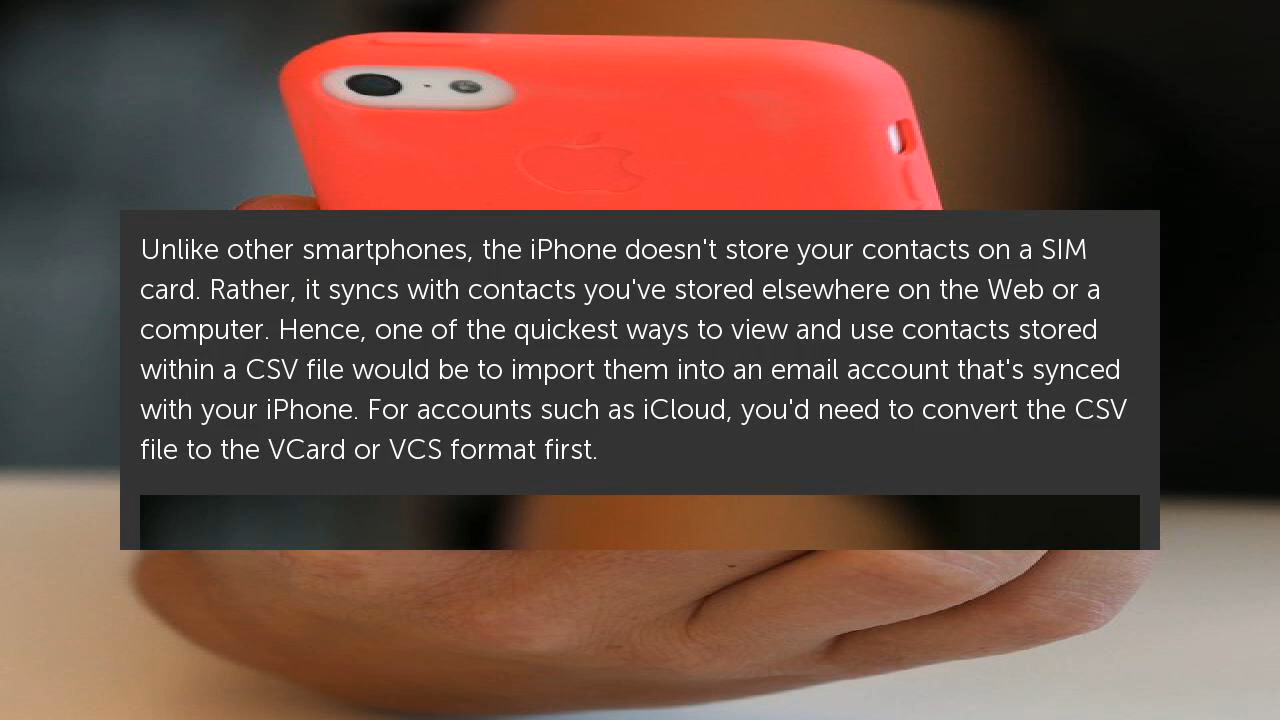 Unlike other smartphones, the iPhone doesn't store your contacts on a SIM
card. Rather, it syncs with contacts you've stored elsewhere on the Web or a
computer. Hence, one of the quickest ways to view and use contacts stored
within a CSV file would be to import them into an email account that's synced
with your iPhone. For accounts such as iCloud, you'd need to convert the CSV
file to the VCard or VCS format first.